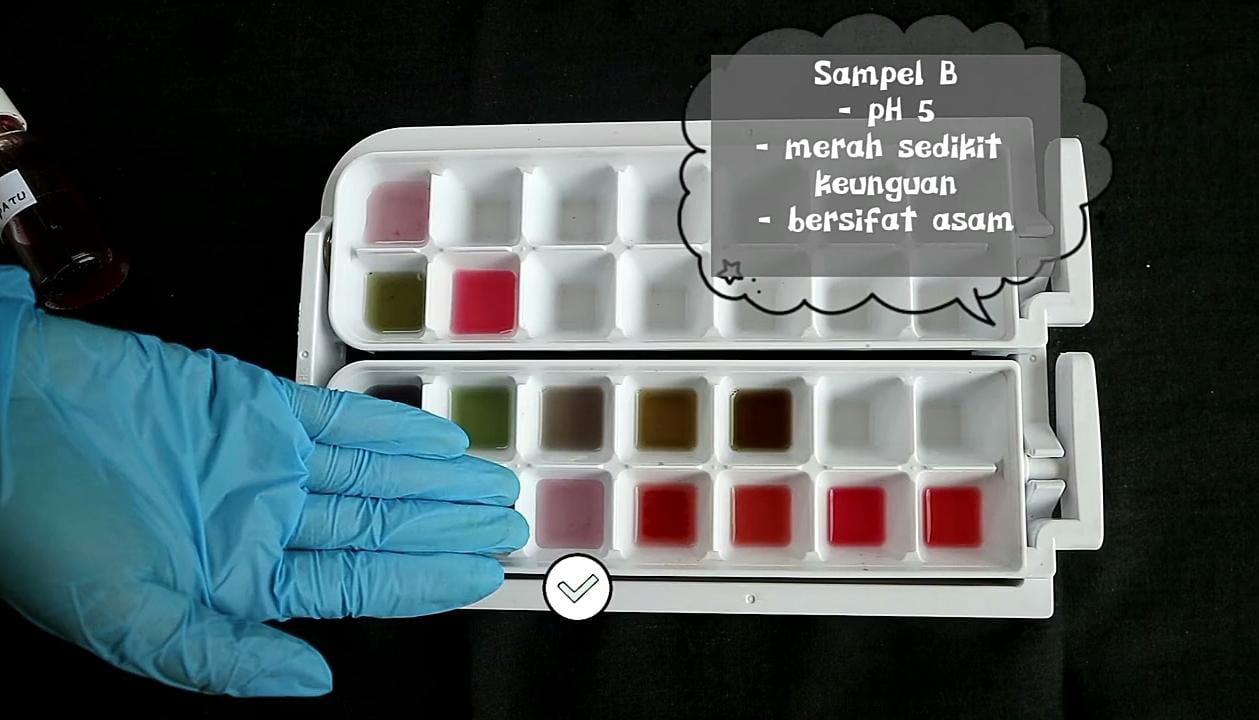 Sampel B
- pH 5
- merah sedikit
keunguan
- bersifat asam